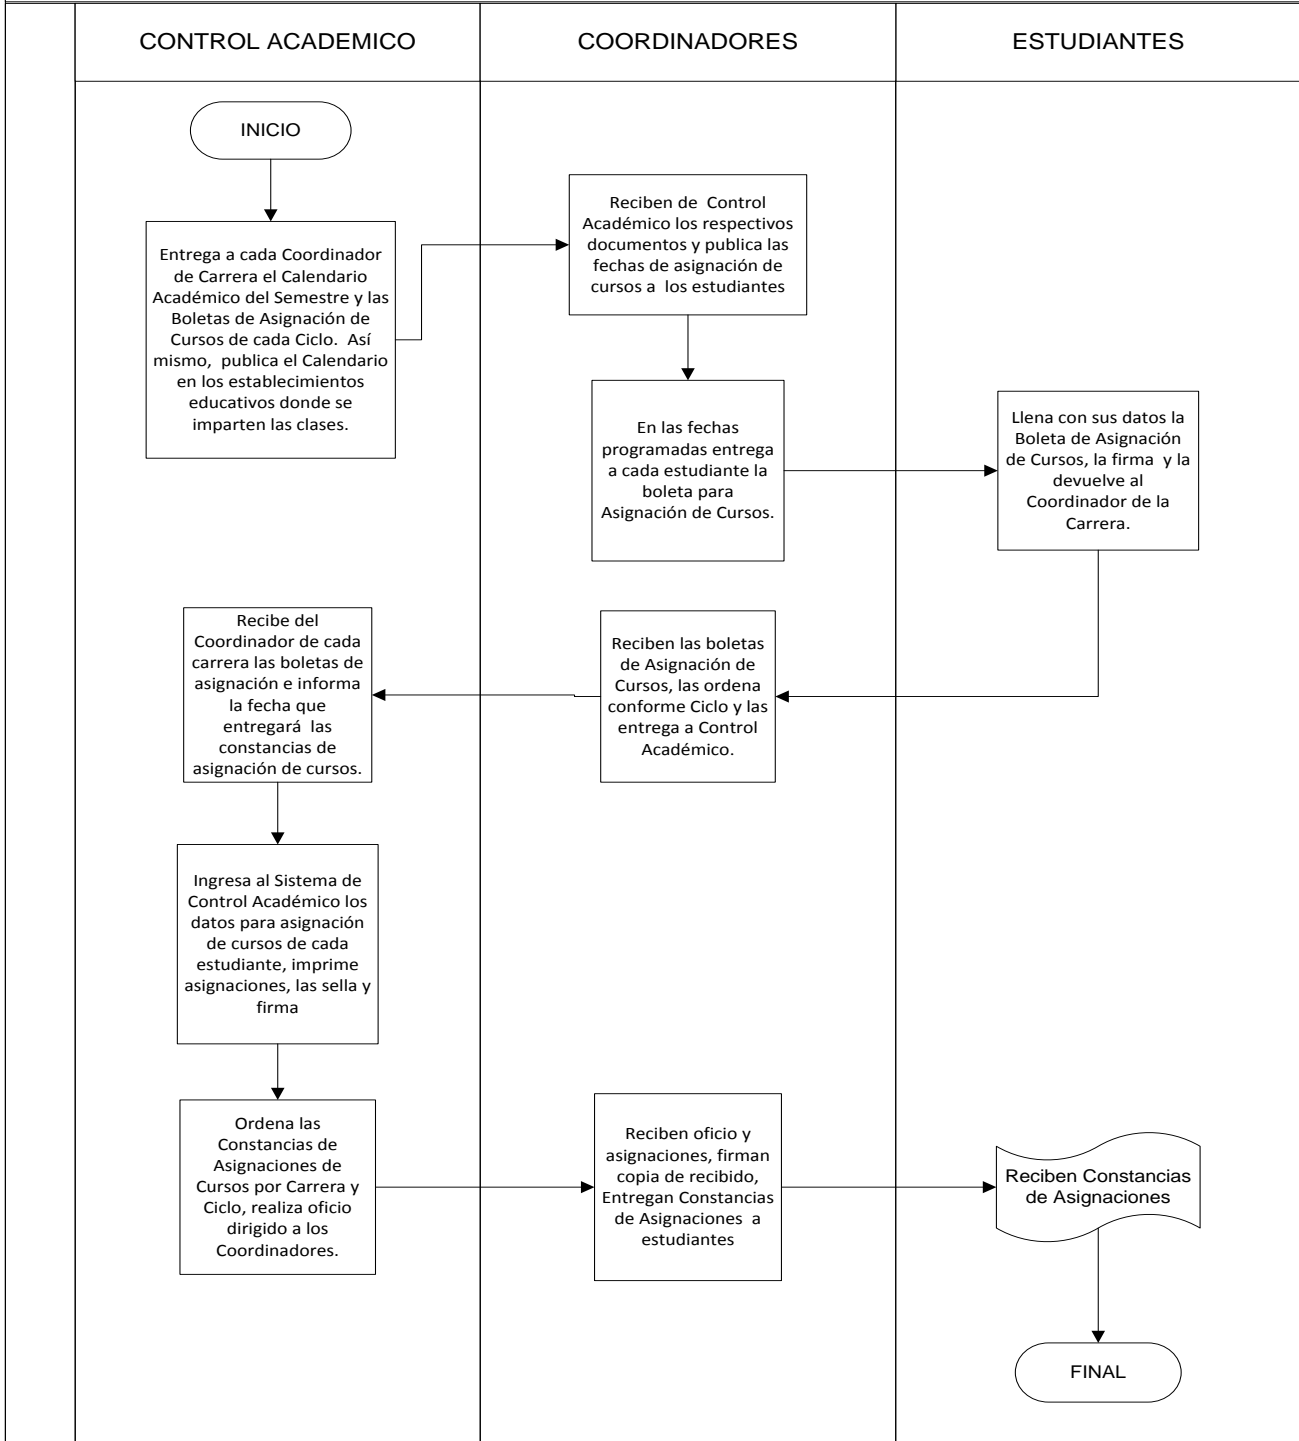 CONTROL ACADEMICO
COORDINADORES
ESTUDIANTES
INICIO
Entrega a cada Coordinador
de Carrera el Calendario
Académico del Semestre y las
Boletas de Asignación de
Cursos de cada Ciclo. Así
mismo, publica el Calendario
en los establecimientos
educativos donde se
imparten las clases.
Reciben de Control
Académico los respectivos
documentos y publica las
fechas de asignación de
cursos a los estudiantes
En las fechas
programadas entrega
a cada estudiante la
boleta para
Asignación de Cursos.
Llena con sus datos la
Boleta de Asignación
de Cursos, la firma y la
devuelve al
Coordinador de la
Carrera.
Reciben las boletas
de Asignación de
Cursos, las ordena
conforme Ciclo y las
entrega a Control
Académico.
Recibe del
Coordinador de cada
carrera las boletas de
asignación e informa
la fecha que
entregará las
constancias de
asignación de cursos.
Ingresa al Sistema de
Control Académico los
datos para asignación
de cursos de cada
estudiante, imprime
asignaciones, las sella y
firma
Ordena las
Constancias de
Asignaciones de
Cursos por Carrera y
Ciclo, realiza oficio
dirigido a los
Coordinadores.
Reciben oficio y
asignaciones, firman
copia de recibido,
Entregan Constancias
de Asignaciones a
estudiantes
Reciben Constancias
de Asignaciones
FINAL